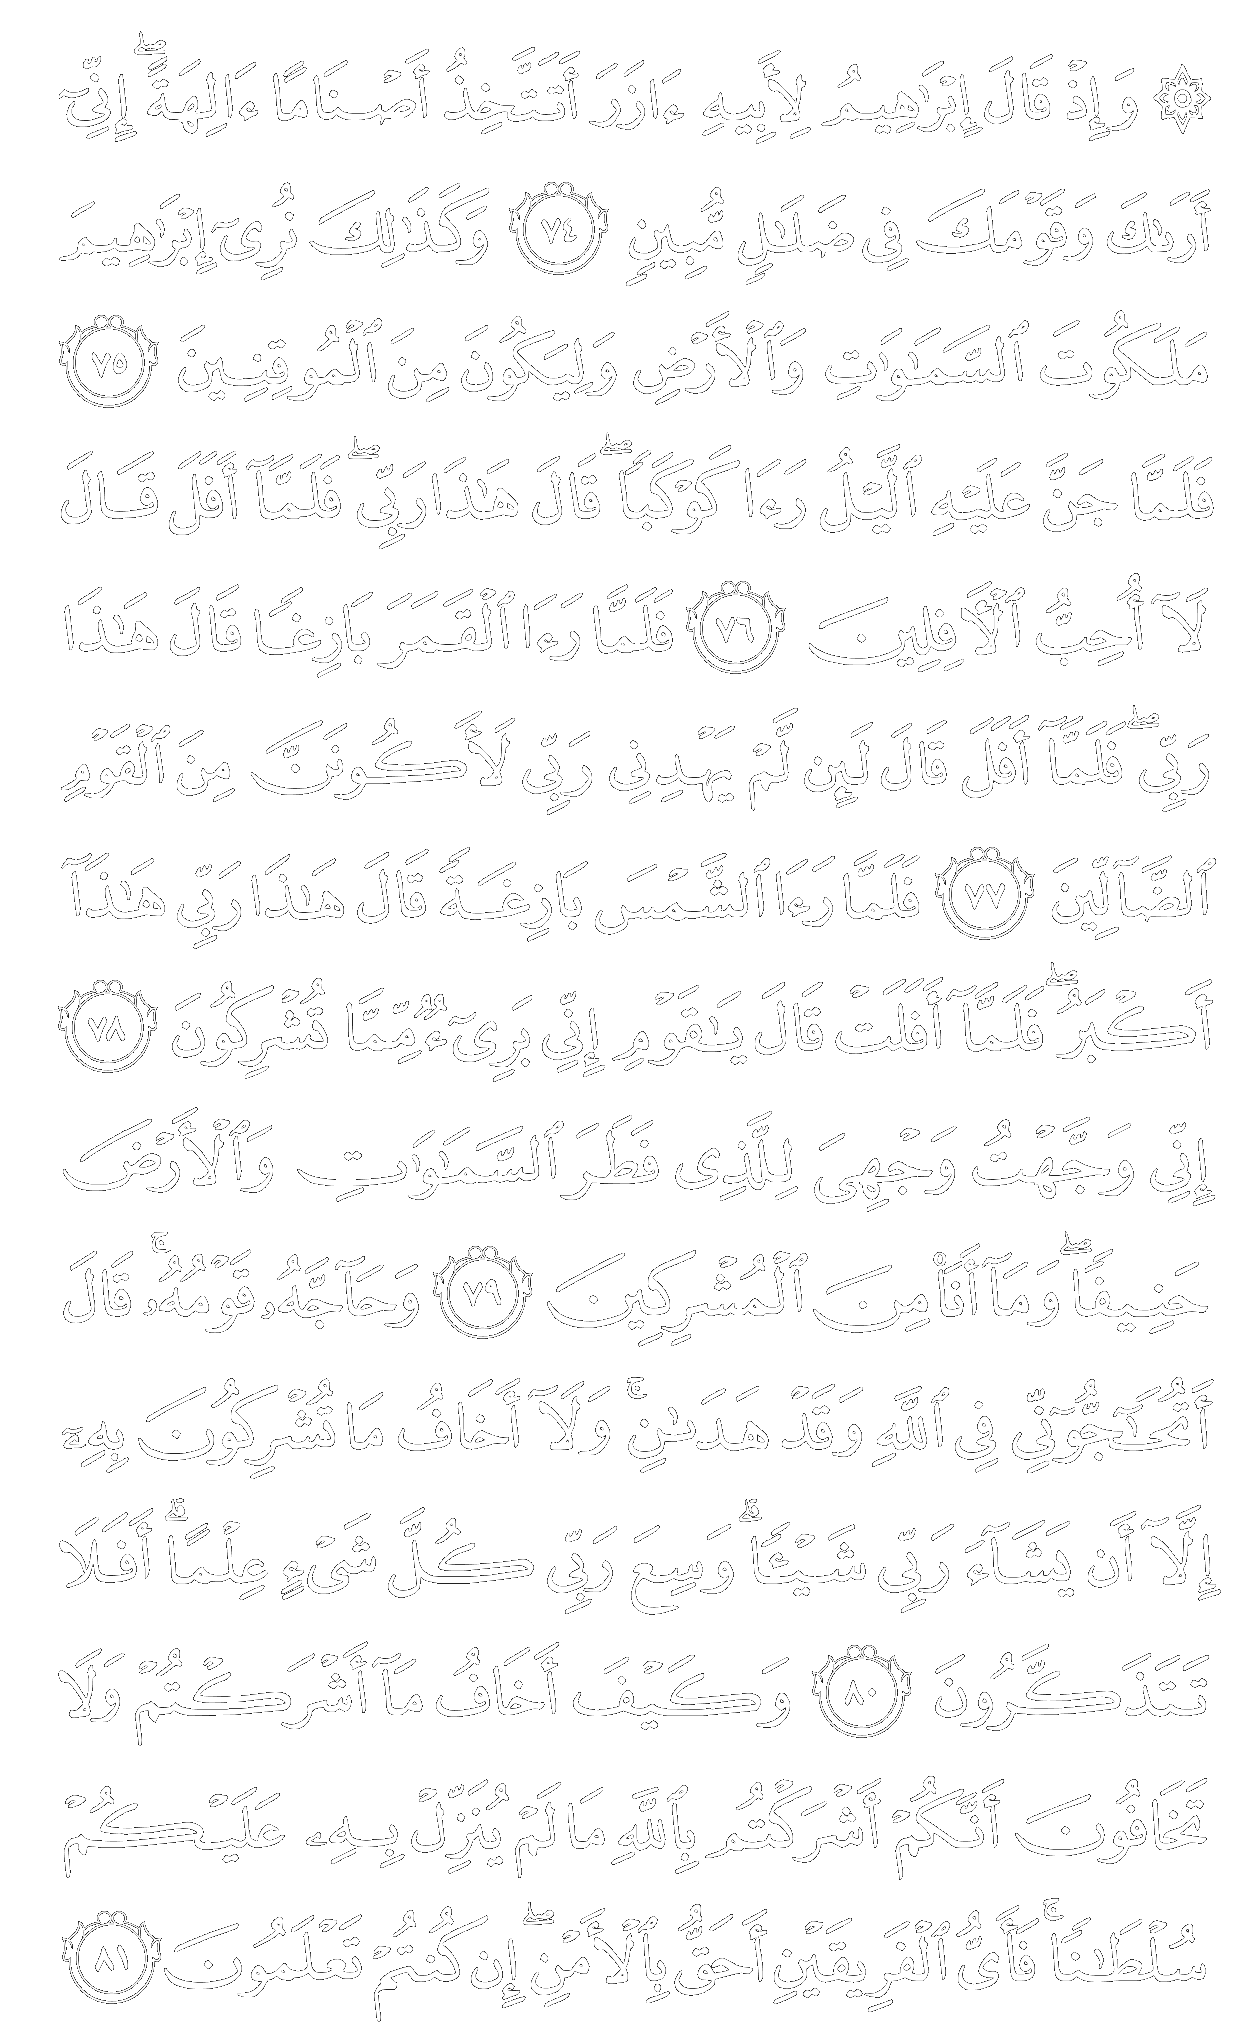 ۞ وَإِذْ قَالَ إِبْرَٰهِيمُ لِأَبِيهِ ءَازَرَ أَتَتَّخِذُ أَصْنَامًا ءَالِهَةً ۖ إِنِّىٓ
أَرَىٰكَ وَقَوْمَكَ فِى ضَلَٰلٍ مُّبِينٍ ٧٤ وَكَذَٰلِكَ نُرِىٓ إِبْرَٰهِيمَ
مَلَكُوتَ ٱلسَّمَٰوَٰتِ وَٱلْأَرْضِ وَلِيَكُونَ مِنَ ٱلْمُوقِنِينَ ٧٥
فَلَمَّا جَنَّ عَلَيْهِ ٱلَّيْلُ رَءَا كَوْكَبًا ۖ قَالَ هَٰذَا رَبِّى ۖ فَلَمَّآ أَفَلَ قَالَ
لَآ أُحِبُّ ٱلْأَفِلِينَ ٧٦ فَلَمَّا رَءَا ٱلْقَمَرَ بَازِغًا قَالَ هَٰذَا
رَبِّى ۖ فَلَمَّآ أَفَلَ قَالَ لَئِن لَّمْ يَهْدِنِى رَبِّى لَأَكُونَنَّ مِنَ ٱلْقَوْمِ
ٱلضَّآلِّينَ ٧٧ فَلَمَّا رَءَا ٱلشَّمْسَ بَازِغَةً قَالَ هَٰذَا رَبِّى هَٰذَآ
أَكْبَرُ ۖ فَلَمَّآ أَفَلَتْ قَالَ يَٰقَوْمِ إِنِّى بَرِىٓءٌ مِّمَّا تُشْرِكُونَ ٧٨
إِنِّى وَجَّهْتُ وَجْهِىَ لِلَّذِى فَطَرَ ٱلسَّمَٰوَٰتِ وَٱلْأَرْضَ
حَنِيفًا ۖ وَمَآ أَنَا۠ مِنَ ٱلْمُشْرِكِينَ ٧٩ وَحَآجَّهُۥ قَوْمُهُۥ ۚ قَالَ
أَتُحَٰٓجُّوٓنِّى فِى ٱللَّهِ وَقَدْ هَدَىٰنِ ۚ وَلَآ أَخَافُ مَا تُشْرِكُونَ بِهِۦٓ
إِلَّآ أَن يَشَآءَ رَبِّى شَيْـًٔا ۗ وَسِعَ رَبِّى كُلَّ شَىْءٍ عِلْمًا ۗ أَفَلَا
تَتَذَكَّرُونَ ٨٠ وَكَيْفَ أَخَافُ مَآ أَشْرَكْتُمْ وَلَا
تَخَافُونَ أَنَّكُمْ أَشْرَكْتُم بِٱللَّهِ مَا لَمْ يُنَزِّلْ بِهِۦ عَلَيْكُمْ
سُلْطَٰنًا ۚ فَأَىُّ ٱلْفَرِيقَيْنِ أَحَقُّ بِٱلْأَمْنِ ۖ إِن كُنتُمْ تَعْلَمُونَ ٨١